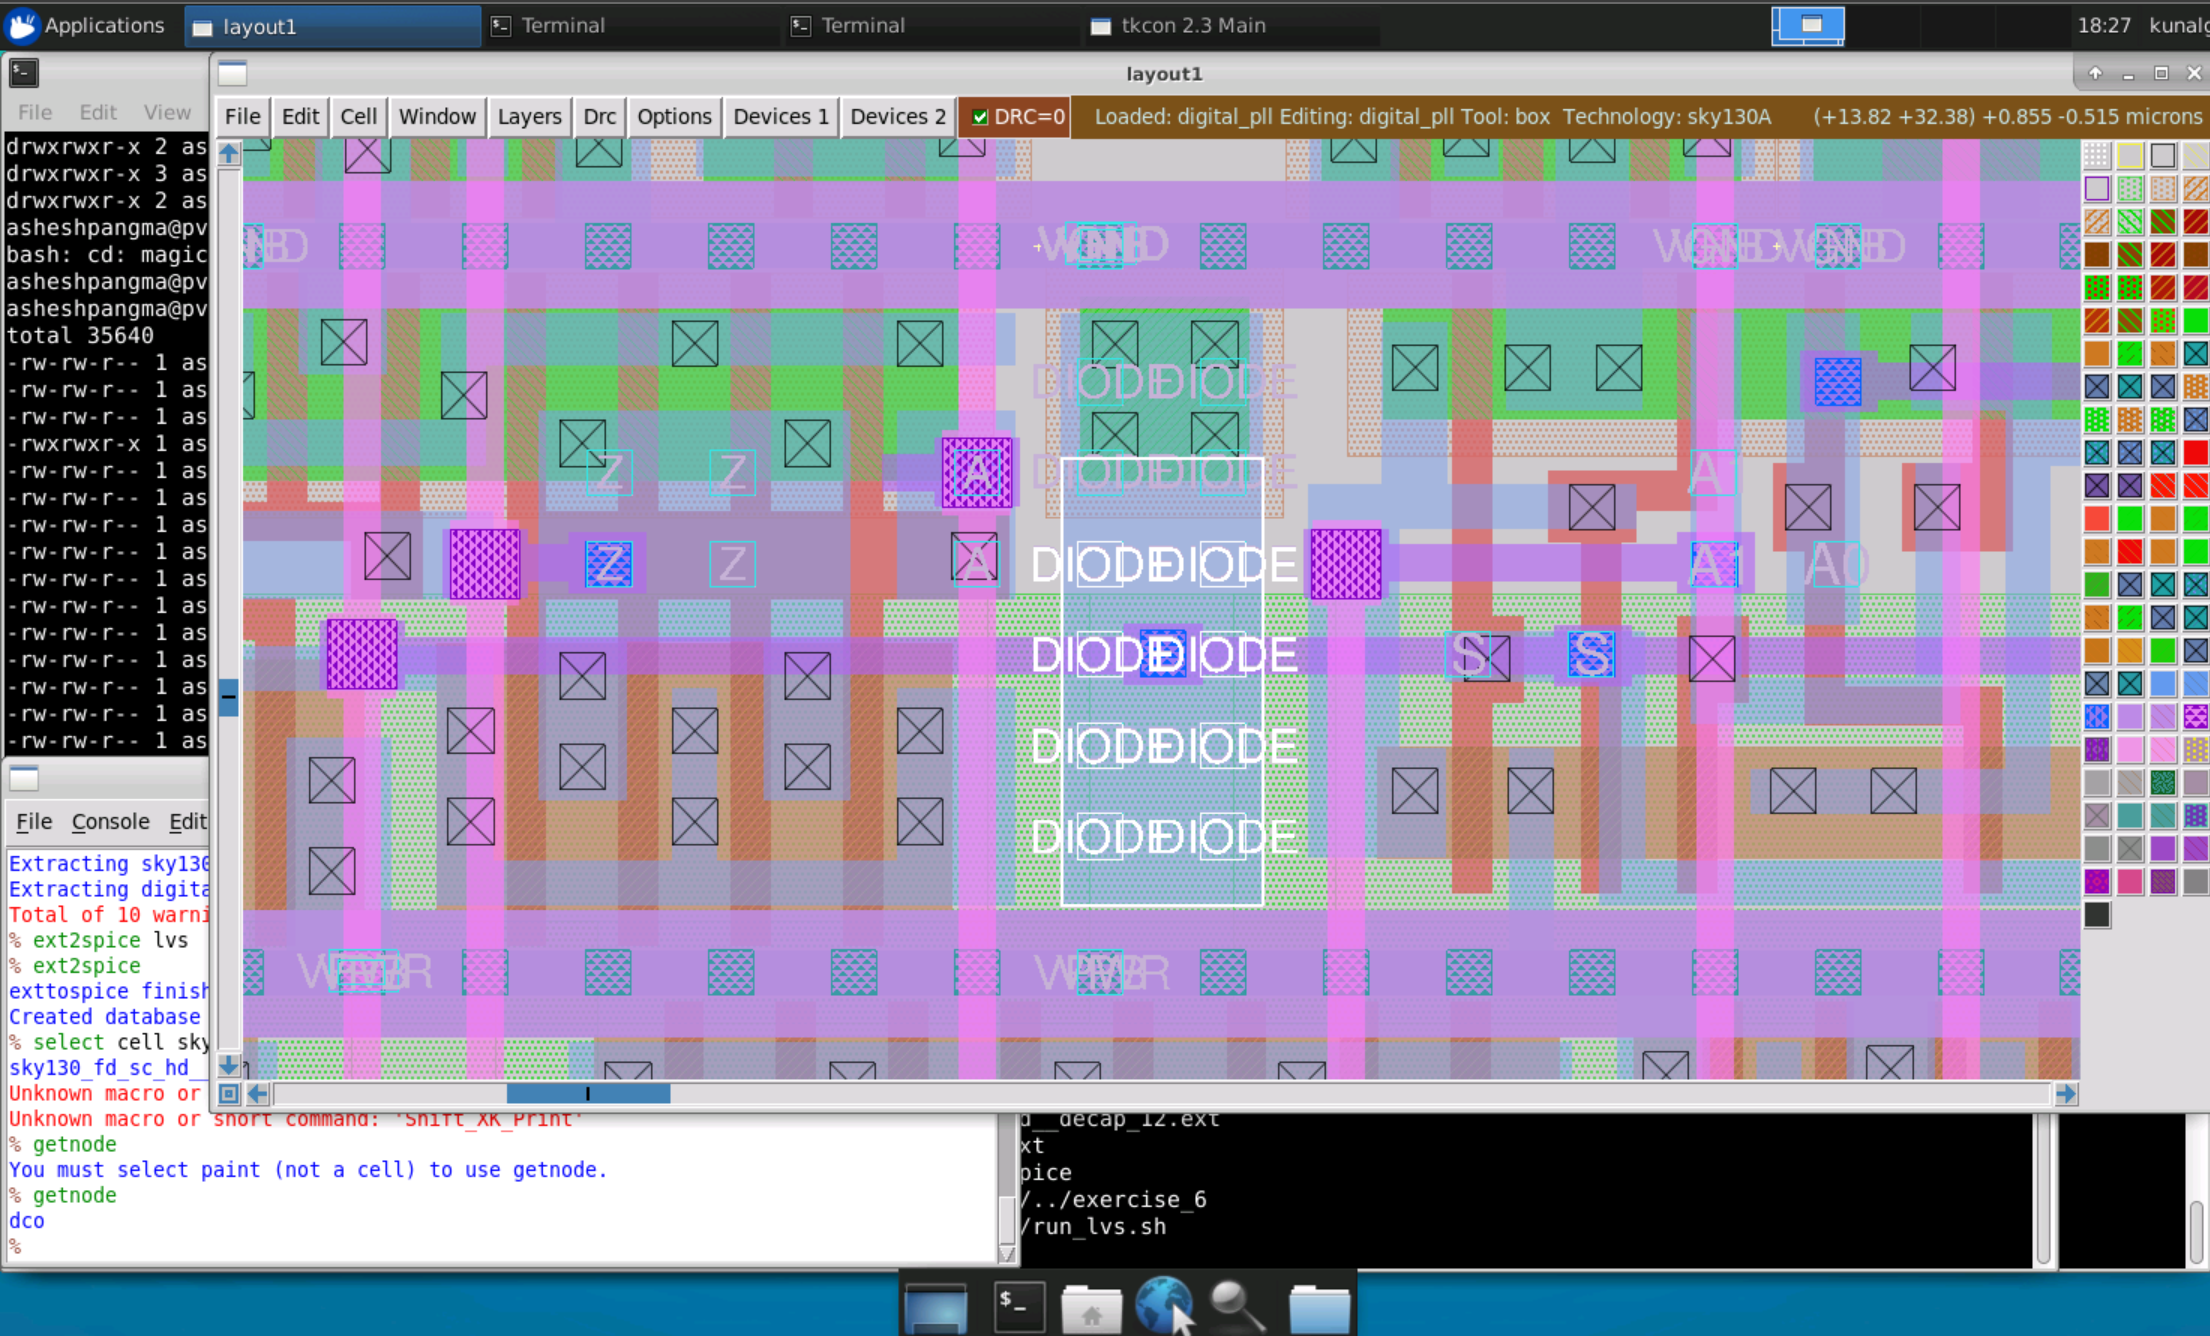 Applications
layout1
Terminal
Terminal
tkcon 2.3 Main
18:27
layout1
File Edit View
File Edit Cell Window Layers Drc Options Devices 1 Devices 2 DRC=0 Loaded: digital_pll Editing: digital_pll Tool: box Technology: sky130A (+13.82 +32.38) +0.855 -0.515 microns
drwxrwxr-x 2 as
drwxrwxr-x 3 as
drwxrwxr-x 2 as
asheshpangma@pv
bash: cd: magic
asheshpangma@pv
asheshpangma@pv
total 35640
-rw-rw-r-- 1 as
-rw-rw-r-- 1 as
-rw-rw-r-- 1 as
-rwxrwxr-x 1 as
-rw-rw-r-- 1 as
-rw-rw-r-- 1 as
-rw-rw-r-- 1 as
-rw-rw-r-- 1 as
-rw-rw-r-- 1 as
-rw-rw-r-- 1 as
-rw-rw-r-- 1 as
-rw-rw-r-- 1 as
-rw-rw-r-- 1 as
-rw-rw-r-- 1 as
-rw-rw-r-- 1 as
DIODE DIODE
Z Z A DIODE DIODE A1
Z Z A DIODE DIODE A1 A0
DIODE DIODE S S
DIODE DIODE
DIODE DIODE
File Console Edit
Extracting sky130
Extracting digita
Total of 10 warni
% ext2spice lvs
% ext2spice
exttospice finish
Created database
% select cell sky
sky130_fd_sc_hd_
Unknown macro or
Unknown macro or short command: 'Shift_XK_Print'
% getnode
You must select paint (not a cell) to use getnode.
% getnode
dco
%
d__decap_12.ext
xt
pice
/../exercise_6
/run_lvs.sh